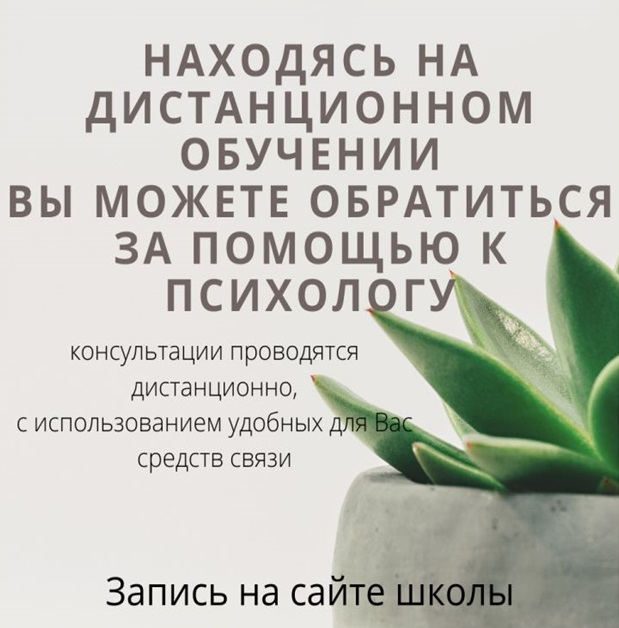 НАХОДЯСЬ НА
ДИСТАНЦИОННОМ
ОБУЧЕНИИ
ВЫ МОЖЕТЕ ОБРАТИТЬСЯ
ЗА ПОМОЩЬЮ К
ПСИХОЛОГУ
консультации проводятся
дистанционно,
с использованием удобных для Вас
средств связи
Запись на сайте школы